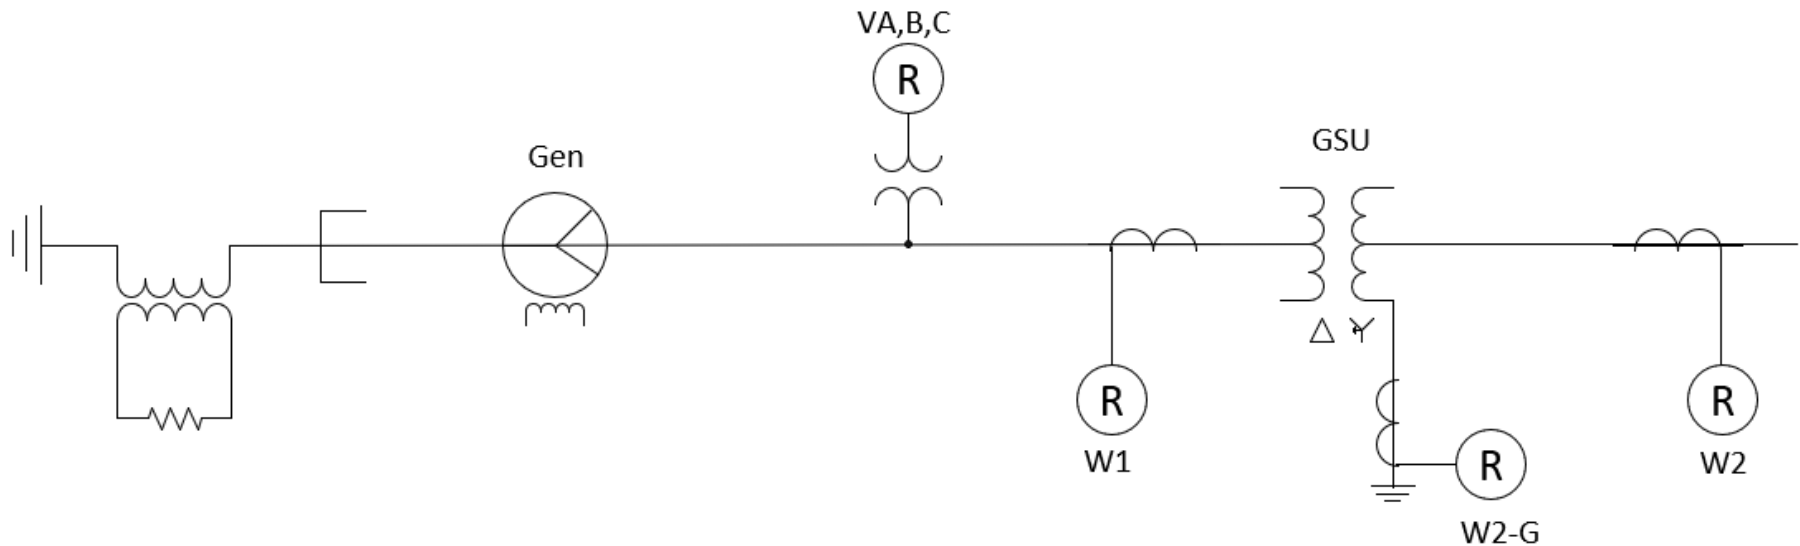 VA,B,C
R
Gen
GSU
Δ Y
R
W1
R
W2-G
R
W2